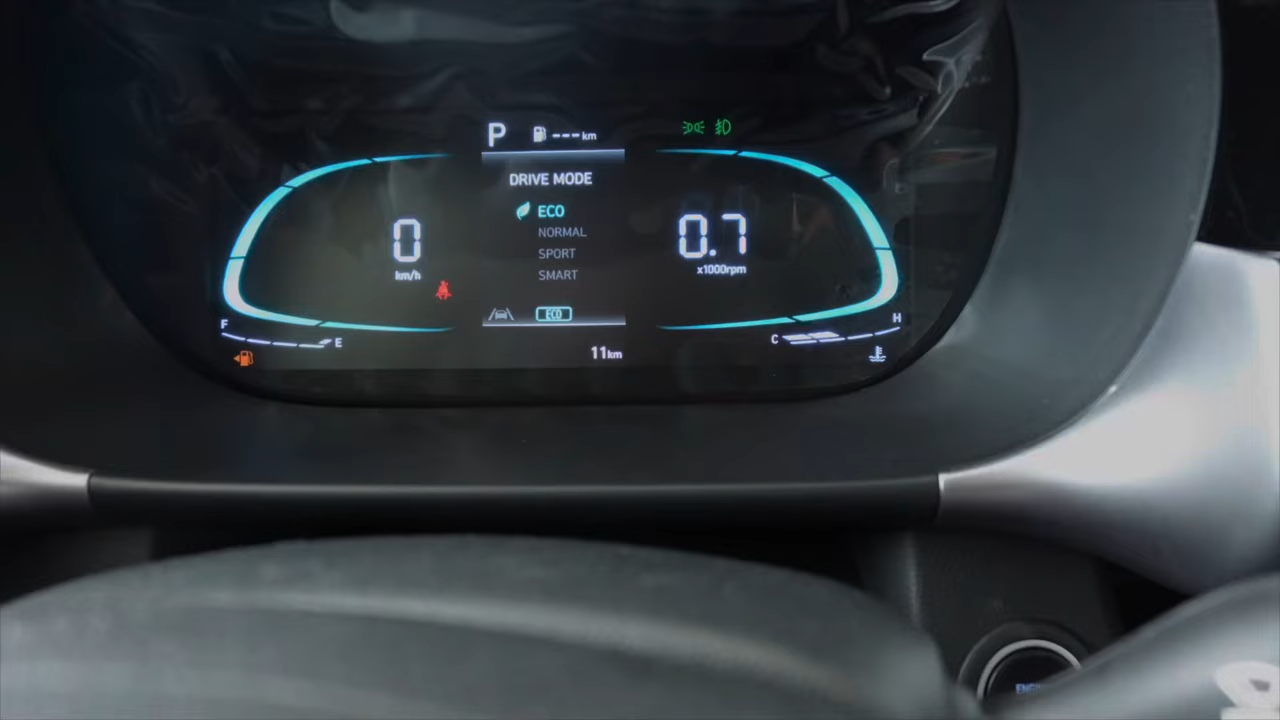 P --- km
DRIVE MODE
ECO
NORMAL
SPORT
SMART
0
km/h
0.7
x1000rpm
ECO
F E
C H
11km